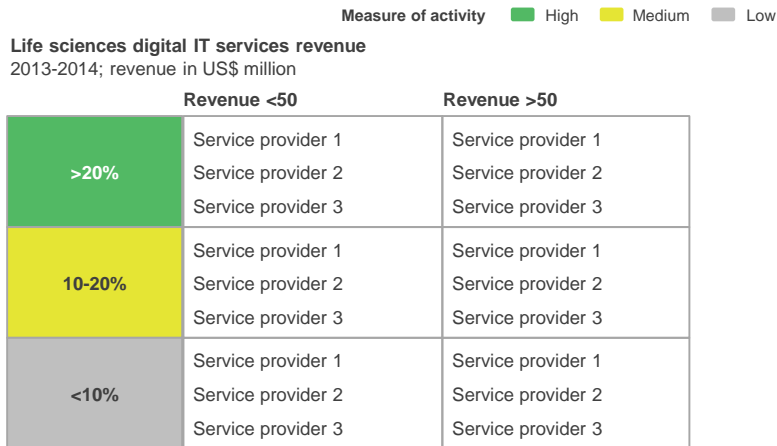 Measure of activity High Medium Low
Life sciences digital IT services revenue
2013-2014; revenue in US$ million
Revenue <50 Revenue >50
>20%
Service provider 1 Service provider 1
Service provider 2 Service provider 2
Service provider 3 Service provider 3
10-20%
Service provider 1 Service provider 1
Service provider 2 Service provider 2
Service provider 3 Service provider 3
<10%
Service provider 1 Service provider 1
Service provider 2 Service provider 2
Service provider 3 Service provider 3